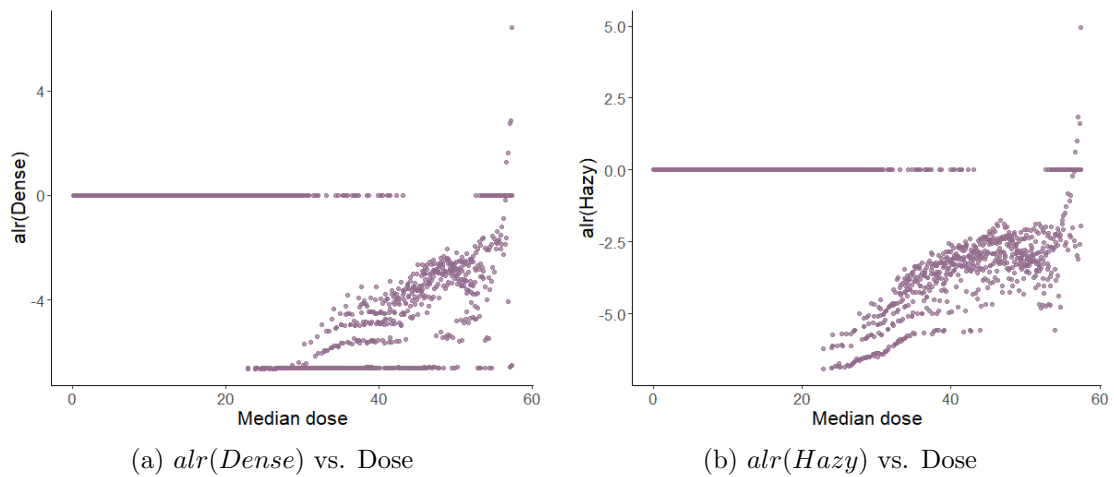 4
0
-4
alr(Dense)
0
20
40
60
Median dose
(a) alr(Dense) vs. Dose
5.0
2.5
0.0
-2.5
-5.0
alr(Hazy)
0
20
40
60
Median dose
(b) alr(Hazy) vs. Dose